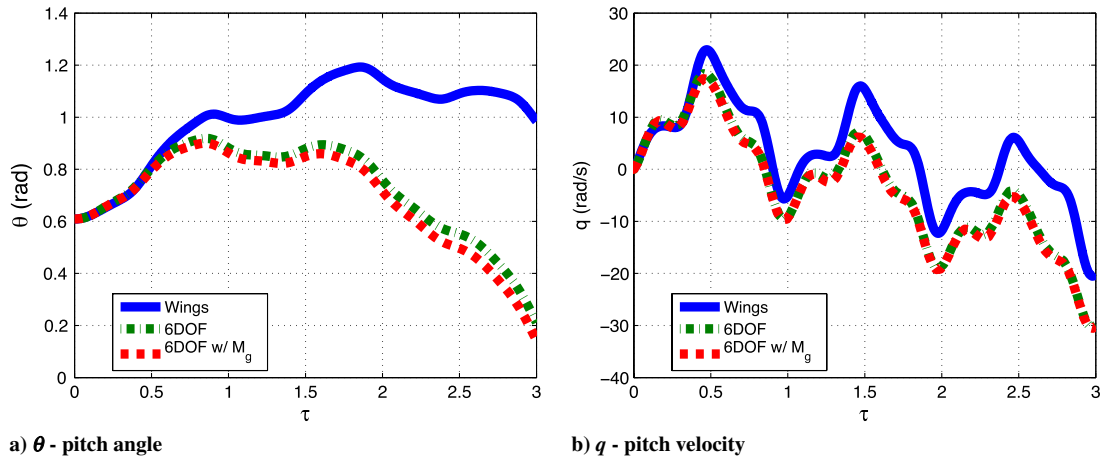 1.4
1.2
1
0.8
0.6
0.4
0.2
0
θ (rad)
0 0.5 1 1.5 2 2.5 3
τ
Wings
6DOF
6DOF w/ Mg
a) θ - pitch angle
30
20
10
0
−10
−20
−30
−40
q (rad/s)
0 0.5 1 1.5 2 2.5 3
τ
Wings
6DOF
6DOF w/ Mg
b) q - pitch velocity